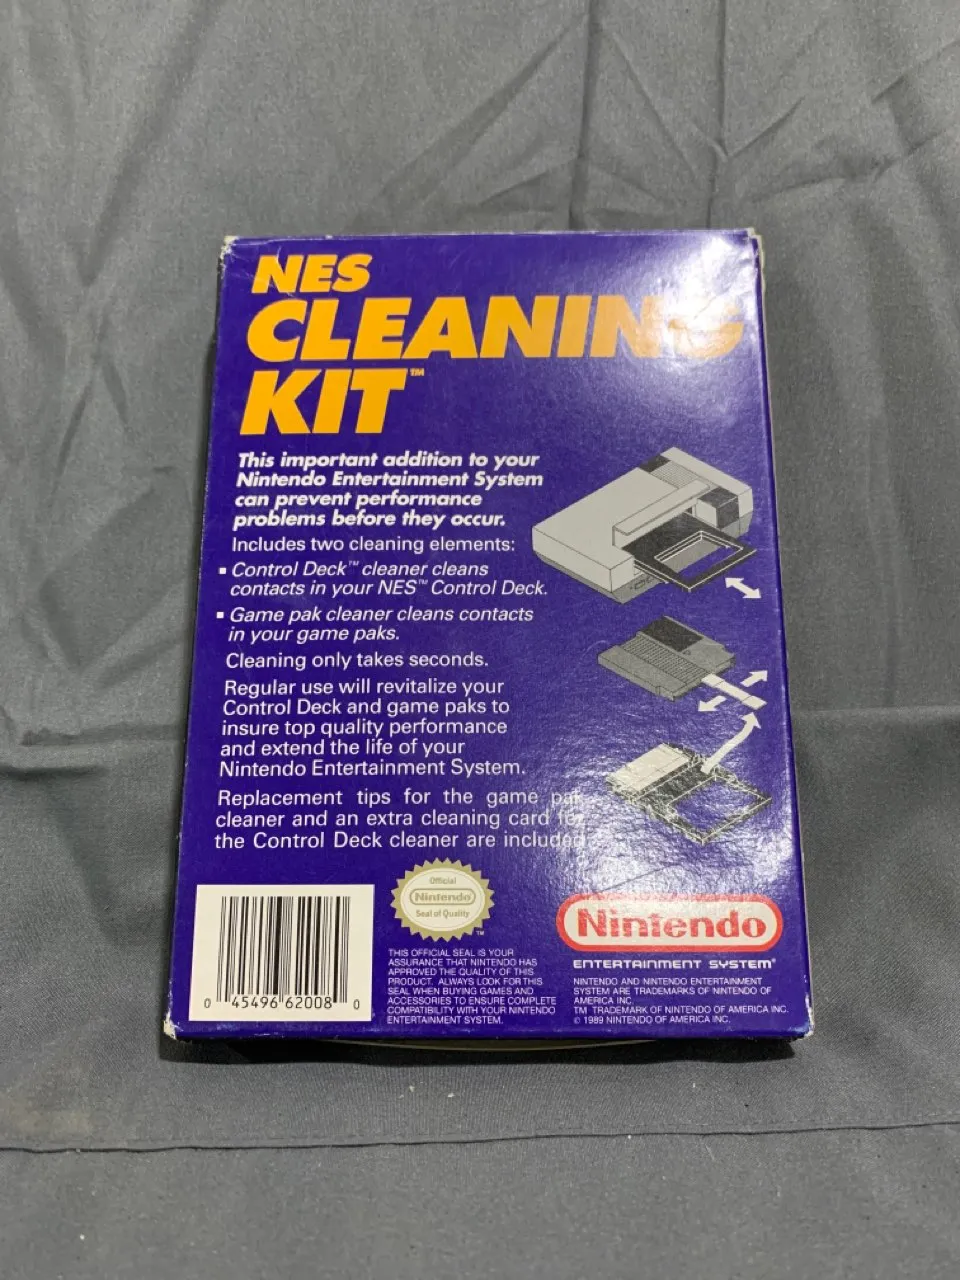 NES
CLEANING
KIT™
This important addition to your
Nintendo Entertainment System
can prevent performance
problems before they occur.
Includes two cleaning elements:
▪ Control Deck™ cleaner cleans
contacts in your NES™ Control Deck.
▪ Game pak cleaner cleans contacts
in your game paks.
Cleaning only takes seconds.
Regular use will revitalize your
Control Deck and game paks to
insure top quality performance
and extend the life of your
Nintendo Entertainment System.
Replacement tips for the game pak
cleaner and an extra cleaning card for
the Control Deck cleaner are included
Official
Nintendo
Seal of Quality
™
THIS OFFICIAL SEAL IS YOUR
ASSURANCE THAT NINTENDO HAS
APPROVED THE QUALITY OF THIS
PRODUCT. ALWAYS LOOK FOR THIS
SEAL WHEN BUYING GAMES AND
ACCESSORIES TO ENSURE COMPLETE
COMPATIBILITY WITH YOUR NINTENDO
ENTERTAINMENT SYSTEM.
0 45496 62008 0
Nintendo
ENTERTAINMENT SYSTEM®
NINTENDO AND NINTENDO ENTERTAINMENT
SYSTEM ARE TRADEMARKS OF NINTENDO OF
AMERICA INC.
TM TRADEMARK OF NINTENDO OF AMERICA INC.
© 1989 NINTENDO OF AMERICA INC.